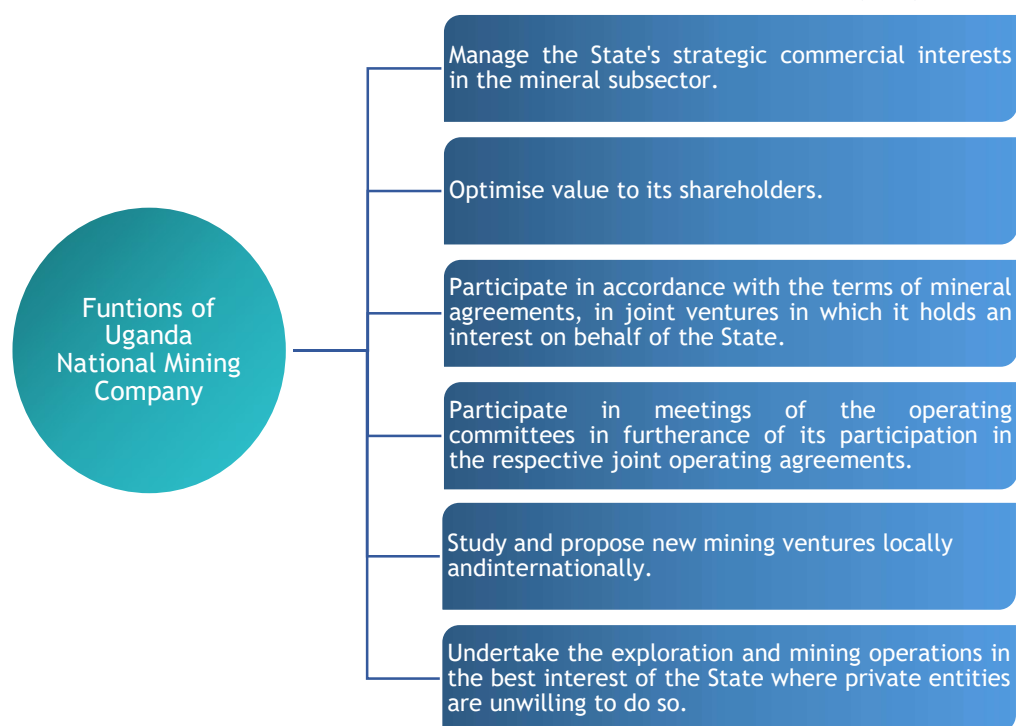 Funtions of
Uganda
National Mining
Company
Manage the State's strategic commercial interests
in the mineral subsector.
Optimise value to its shareholders.
Participate in accordance with the terms of mineral
agreements, in joint ventures in which it holds an
interest on behalf of the State.
Participate in meetings of the operating
committees in furtherance of its participation in
the respective joint operating agreements.
Study and propose new mining ventures locally
andinternationally.
Undertake the exploration and mining operations in
the best interest of the State where private entities
are unwilling to do so.